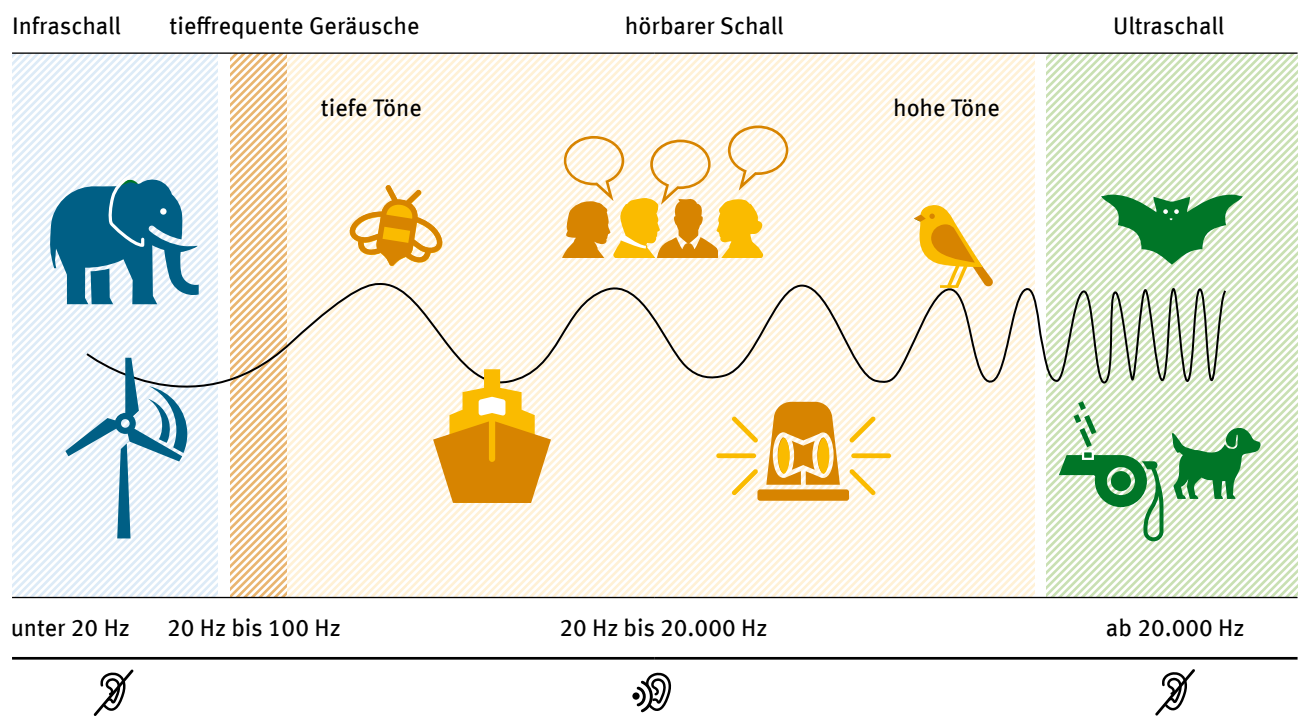 Infraschall
tieffrequente Geräusche
hörbarer Schall
Ultraschall
tiefe Töne
hohe Töne
unter 20 Hz
20 Hz bis 100 Hz
20 Hz bis 20.000 Hz
ab 20.000 Hz